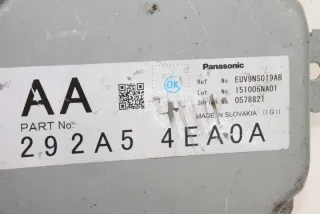 Panasonic
AA
OK
Ref No EUV9NS019AB
Lot No 151006NA01
Serial No 0578821
MADE IN SLOVAKIA (IGI)
PART No
292A5 4EA0A